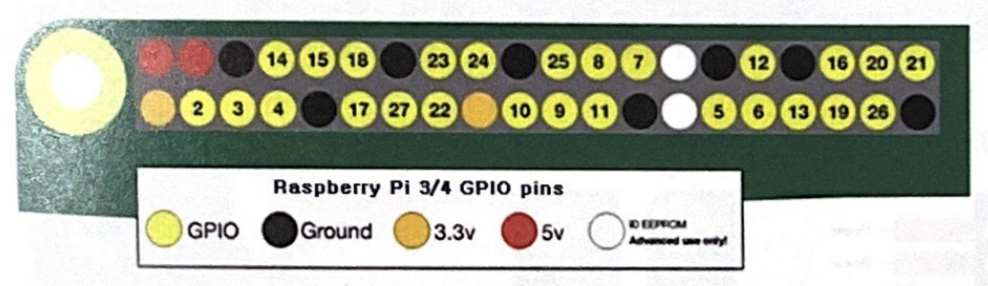 14 15 18 23 24 25 8 7 12 16 20 21
2 3 4 17 27 22 10 9 11 5 6 13 19 26
Raspberry Pi 3/4 GPIO pins
GPIO Ground 3.3v 5v ID EEPROM
Advanced use only!